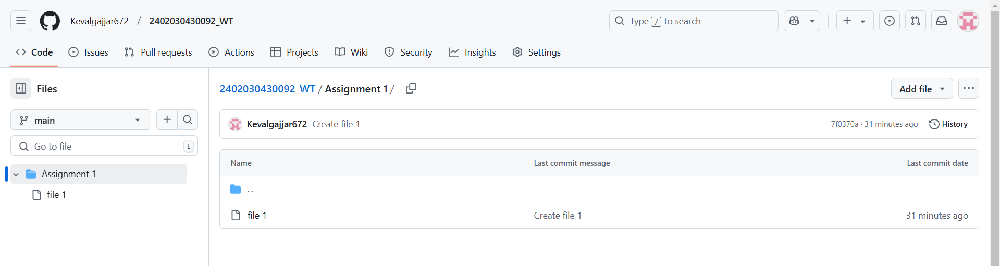 Kevalgajjar672 / 2402030430092_WT
Type / to search
Code Issues Pull requests Actions Projects Wiki Security Insights Settings
Files
2402030430092_WT / Assignment 1 /
Add file
main
Kevalgajjar672 Create file 1
7f0370a · 31 minutes ago
History
Go to file t
Name Last commit message Last commit date
Assignment 1
..
file 1
file 1 Create file 1 31 minutes ago